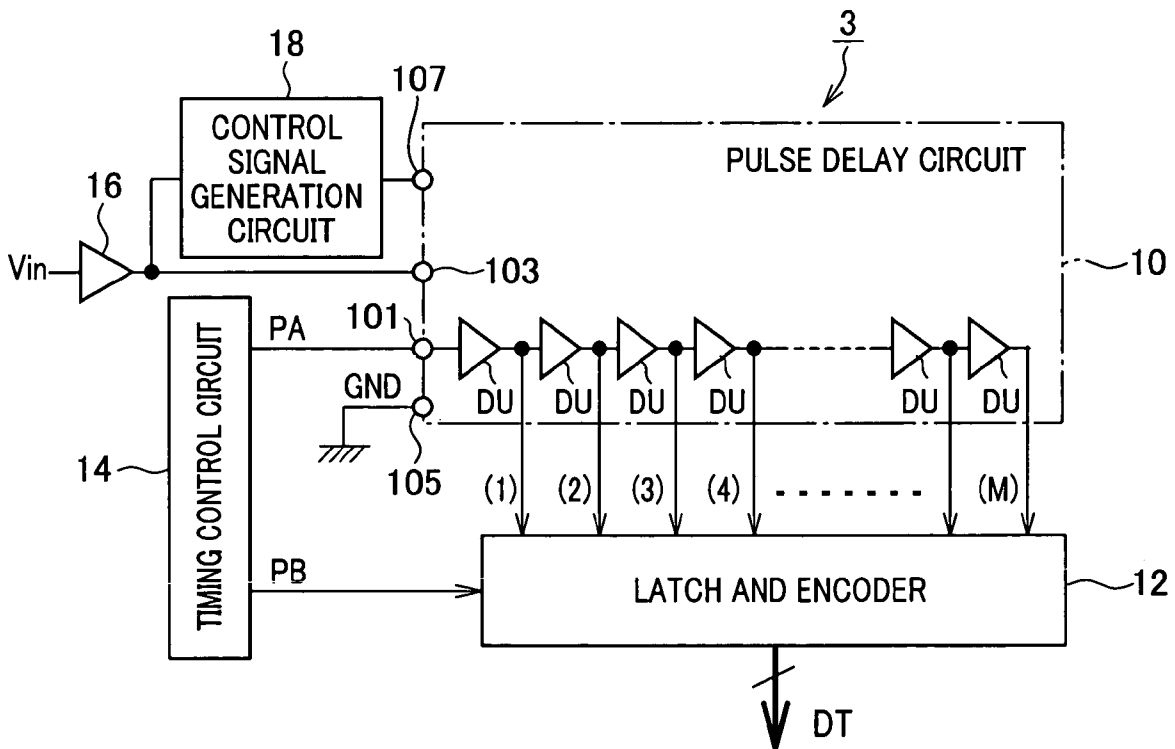 3
18
107
CONTROL
SIGNAL
GENERATION
CIRCUIT
PULSE DELAY CIRCUIT
16
Vin
103
10
TIMING CONTROL CIRCUIT
PA
101
GND
DU DU DU DU DU DU
14
105
(1) (2) (3) (4) (M)
PB
LATCH AND ENCODER
12
DT